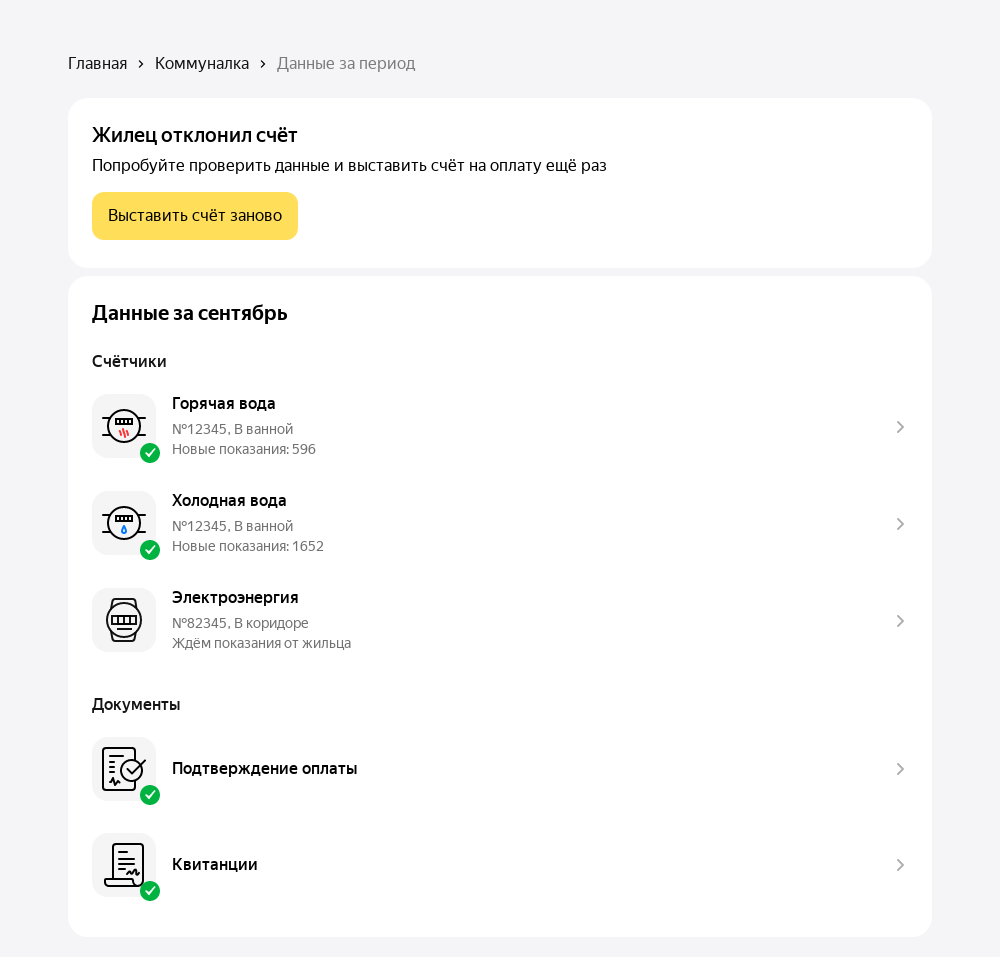 Главная › Коммуналка › Данные за период
Жилец отклонил счёт
Попробуйте проверить данные и выставить счёт на оплату ещё раз
Выставить счёт заново
Данные за сентябрь
Счётчики
Горячая вода
№12345, В ванной
Новые показания: 596
Холодная вода
№12345, В ванной
Новые показания: 1652
Электроэнергия
№82345, В коридоре
Ждём показания от жильца
Документы
Подтверждение оплаты
Квитанции